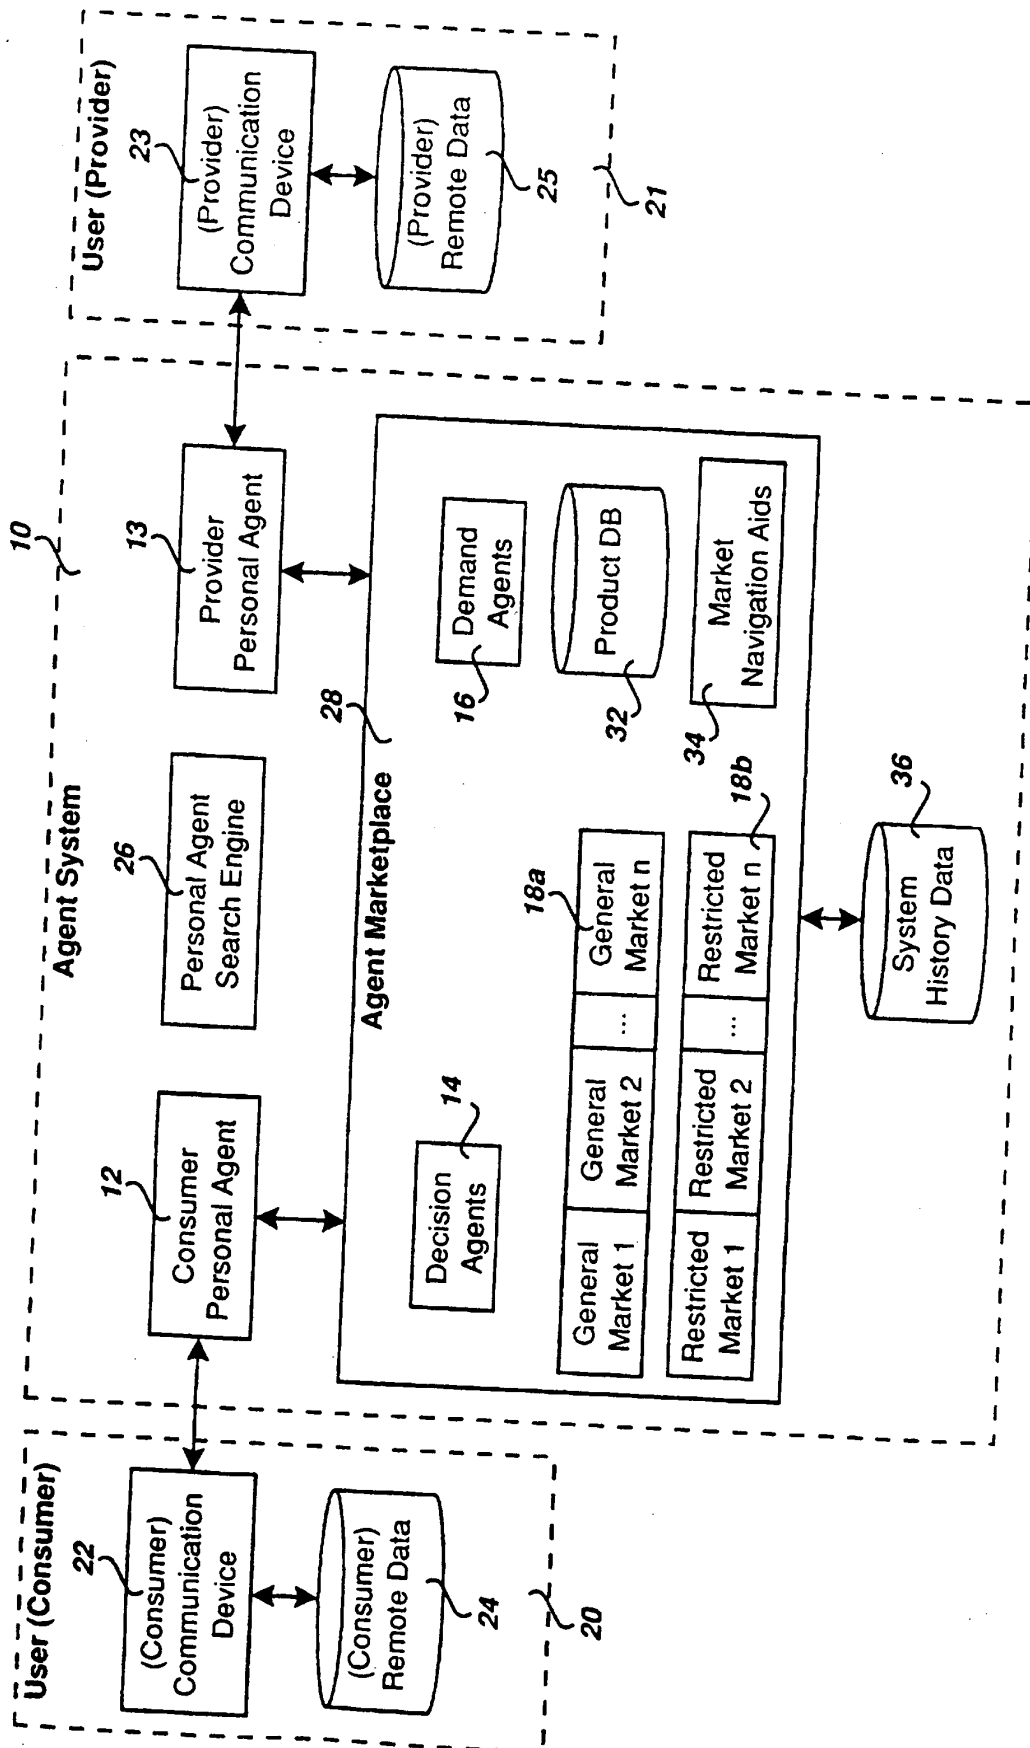 User (Consumer)
22
(Consumer)
Communication
Device
(Consumer)
Remote Data
24
20
Agent System
10
12
Consumer
Personal Agent
26
Personal Agent
Search Engine
13
Provider
Personal Agent
Agent Marketplace
28
Decision
Agents
14
Demand
Agents
16
18a
General
Market 1
General
Market 2
...
General
Market n
Restricted
Market 1
Restricted
Market 2
...
Restricted
Market n
18b
Product DB
32
Market
Navigation Aids
34
System
History Data
36
User (Provider)
23
(Provider)
Communication
Device
(Provider)
Remote Data
25
21